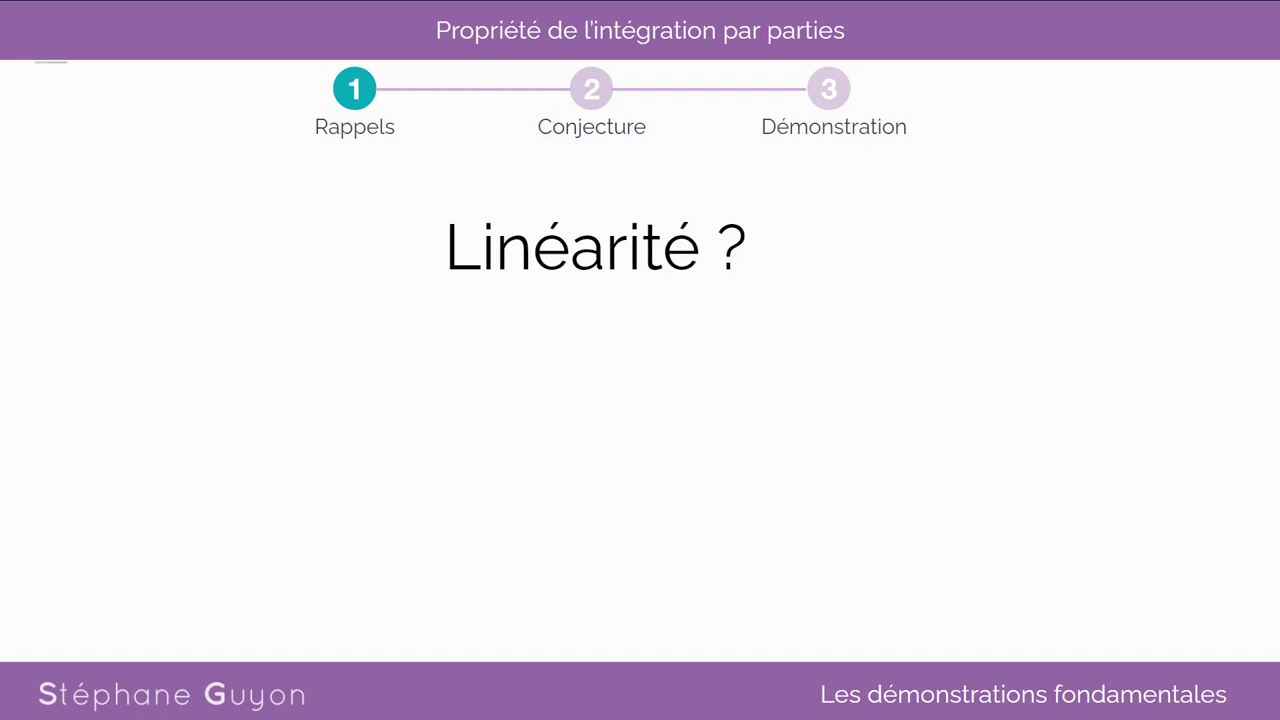 Propriété de l’intégration par parties
1 2 3
Rappels Conjecture Démonstration
Linéarité ?
Stéphane Guyon Les démonstrations fondamentales